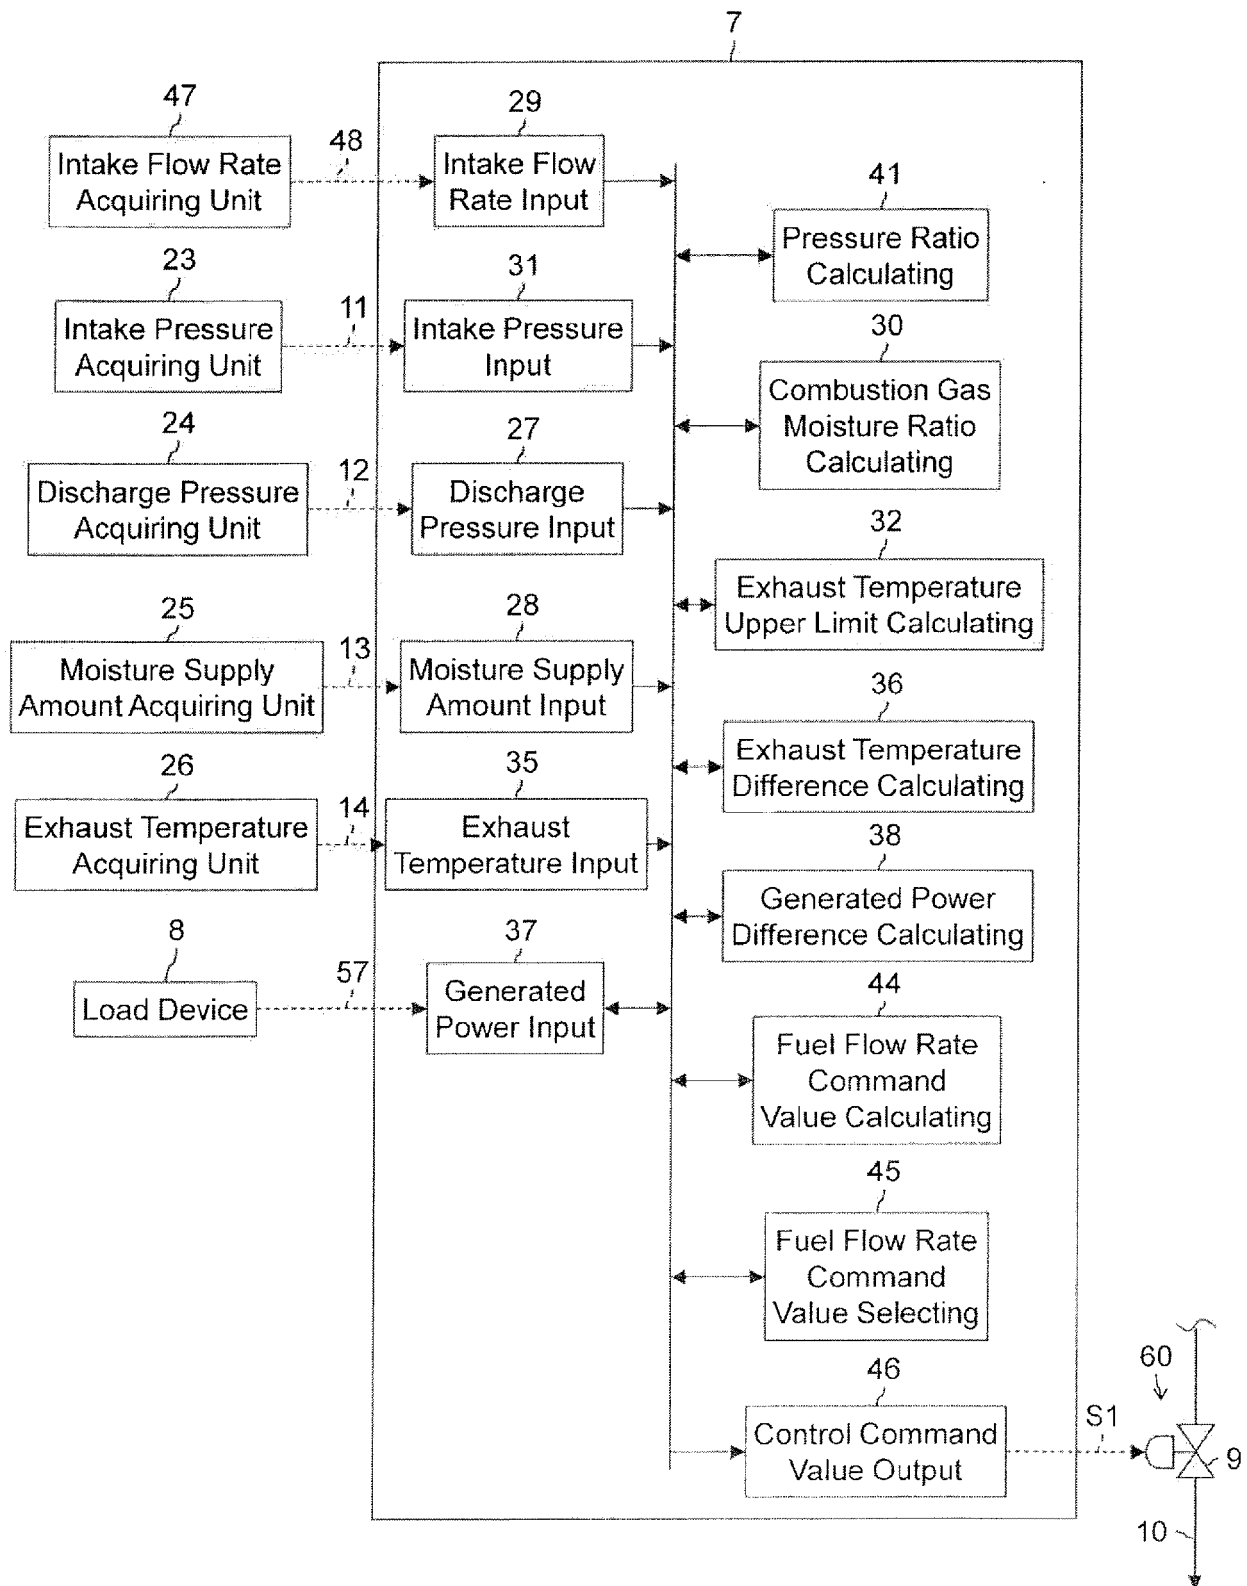 7
47
Intake Flow Rate
Acquiring Unit
48
29
Intake Flow
Rate Input
41
Pressure Ratio
Calculating
23
Intake Pressure
Acquiring Unit
11
31
Intake Pressure
Input
30
Combustion Gas
Moisture Ratio
Calculating
24
Discharge Pressure
Acquiring Unit
12
27
Discharge
Pressure Input
32
Exhaust Temperature
Upper Limit Calculating
25
Moisture Supply
Amount Acquiring Unit
13
28
Moisture Supply
Amount Input
36
Exhaust Temperature
Difference Calculating
26
Exhaust Temperature
Acquiring Unit
14
35
Exhaust
Temperature Input
38
Generated Power
Difference Calculating
8
Load Device
57
37
Generated
Power Input
44
Fuel Flow Rate
Command
Value Calculating
45
Fuel Flow Rate
Command
Value Selecting
46
Control Command
Value Output
S1
60
9
10